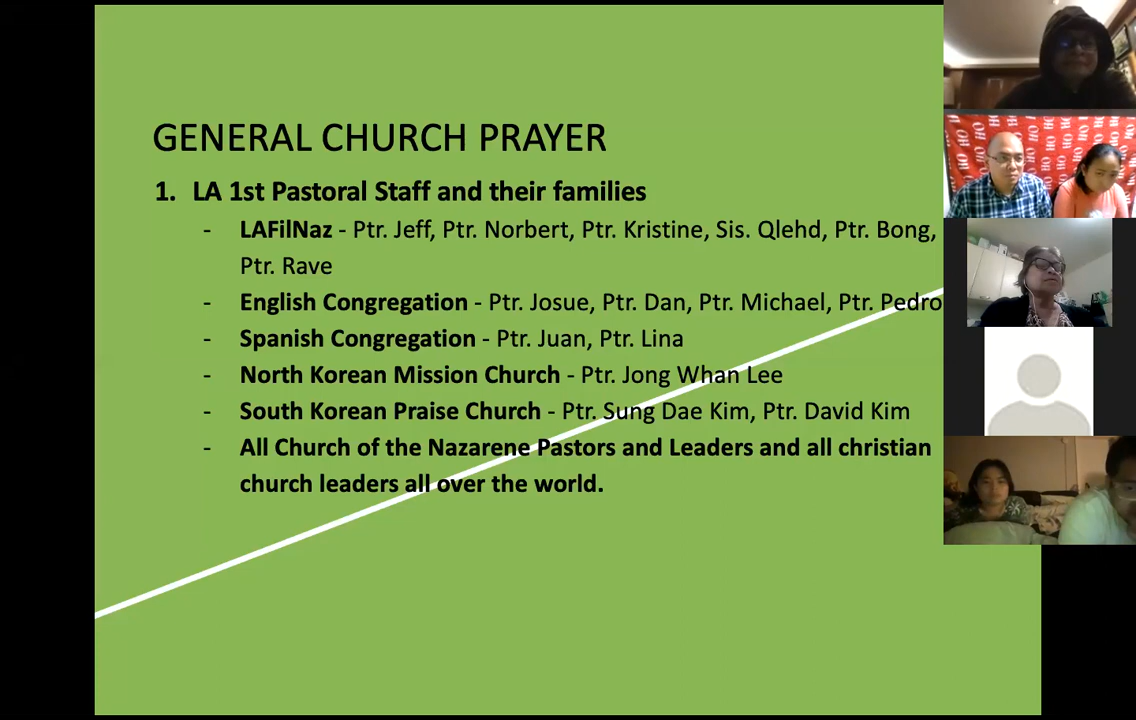 GENERAL CHURCH PRAYER
1. LA 1st Pastoral Staff and their families
- LAFilNaz - Ptr. Jeff, Ptr. Norbert, Ptr. Kristine, Sis. Qlehd, Ptr. Bong,
Ptr. Rave
- English Congregation - Ptr. Josue, Ptr. Dan, Ptr. Michael, Ptr. Pedro
- Spanish Congregation - Ptr. Juan, Ptr. Lina
- North Korean Mission Church - Ptr. Jong Whan Lee
- South Korean Praise Church - Ptr. Sung Dae Kim, Ptr. David Kim
- All Church of the Nazarene Pastors and Leaders and all christian
church leaders all over the world.